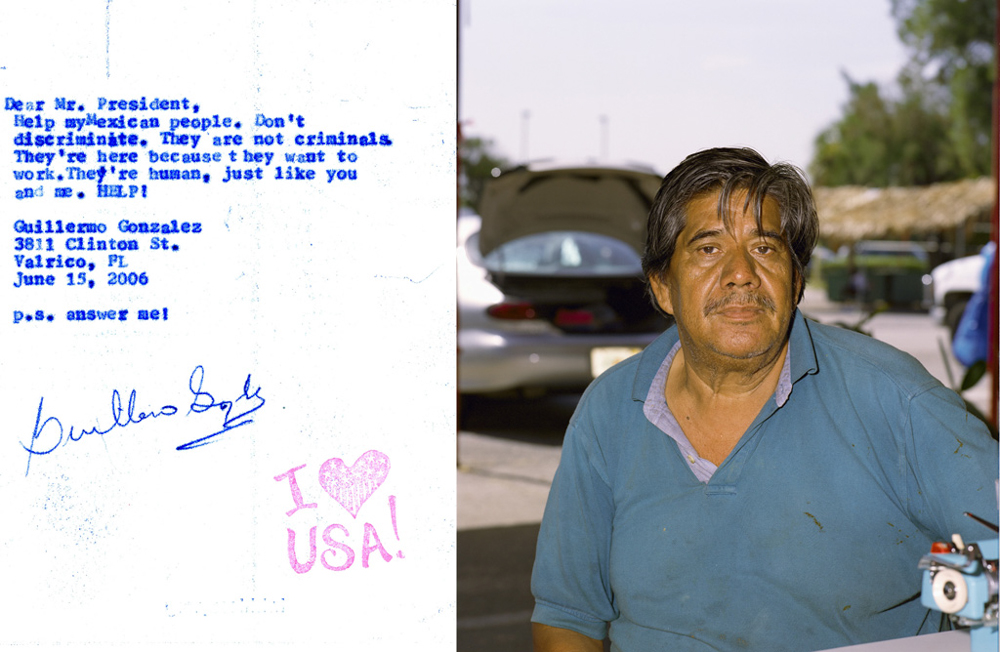 Dear Mr. President,
Help myMexican people. Don't
discriminate. They are not criminals.
They're here because they want to
work.They're human, just like you
and me. HELP!
Guillermo Gonzalez
3811 Clinton St.
Valrico, FL
June 15, 2006
p.s. answer me!
Guillermo Gonzalez
I ♥
USA!